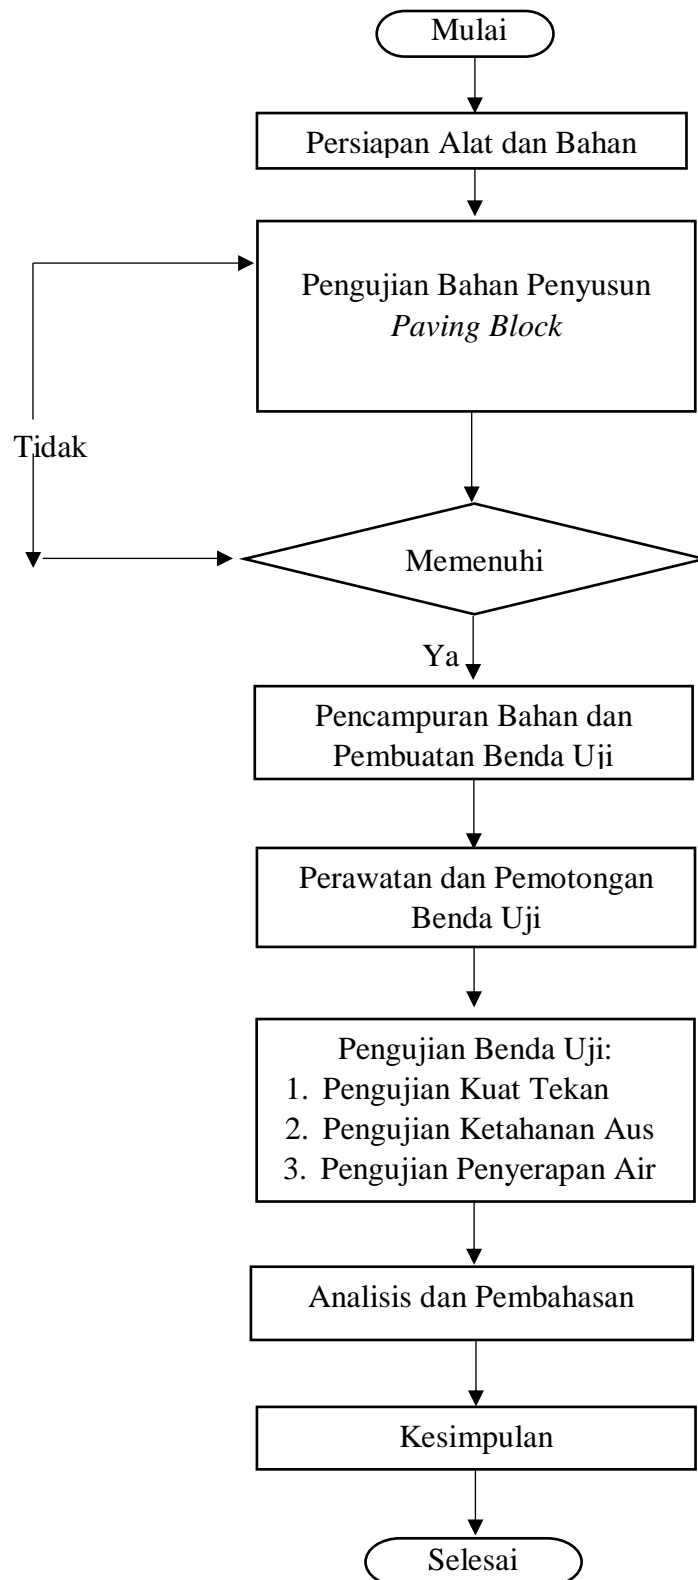 Mulai
Persiapan Alat dan Bahan
Pengujian Bahan Penyusun
Paving Block
Tidak
Memenuhi
Ya
Pencampuran Bahan dan
Pembuatan Benda Uji
Perawatan dan Pemotongan
Benda Uji
Pengujian Benda Uji:
1. Pengujian Kuat Tekan
2. Pengujian Ketahanan Aus
3. Pengujian Penyerapan Air
Analisis dan Pembahasan
Kesimpulan
Selesai